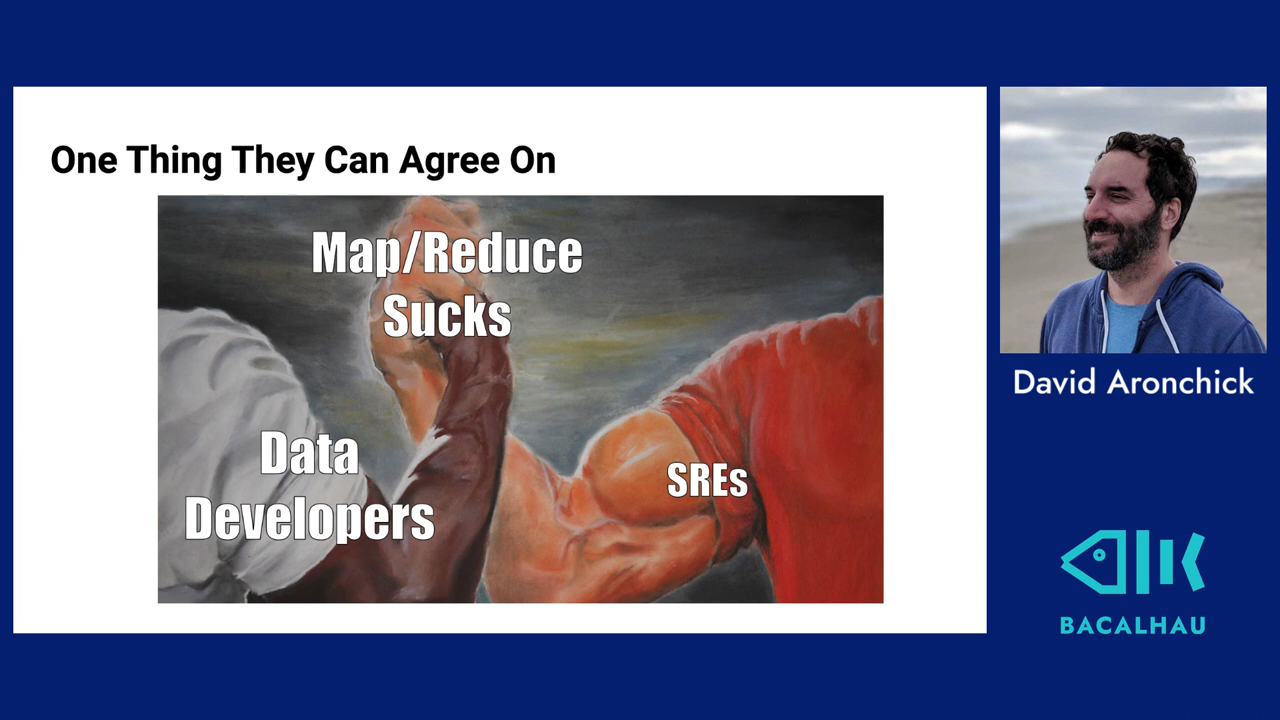 One Thing They Can Agree On
Map/Reduce
Sucks
Data
Developers
SREs
David Aronchick
BACALHAU